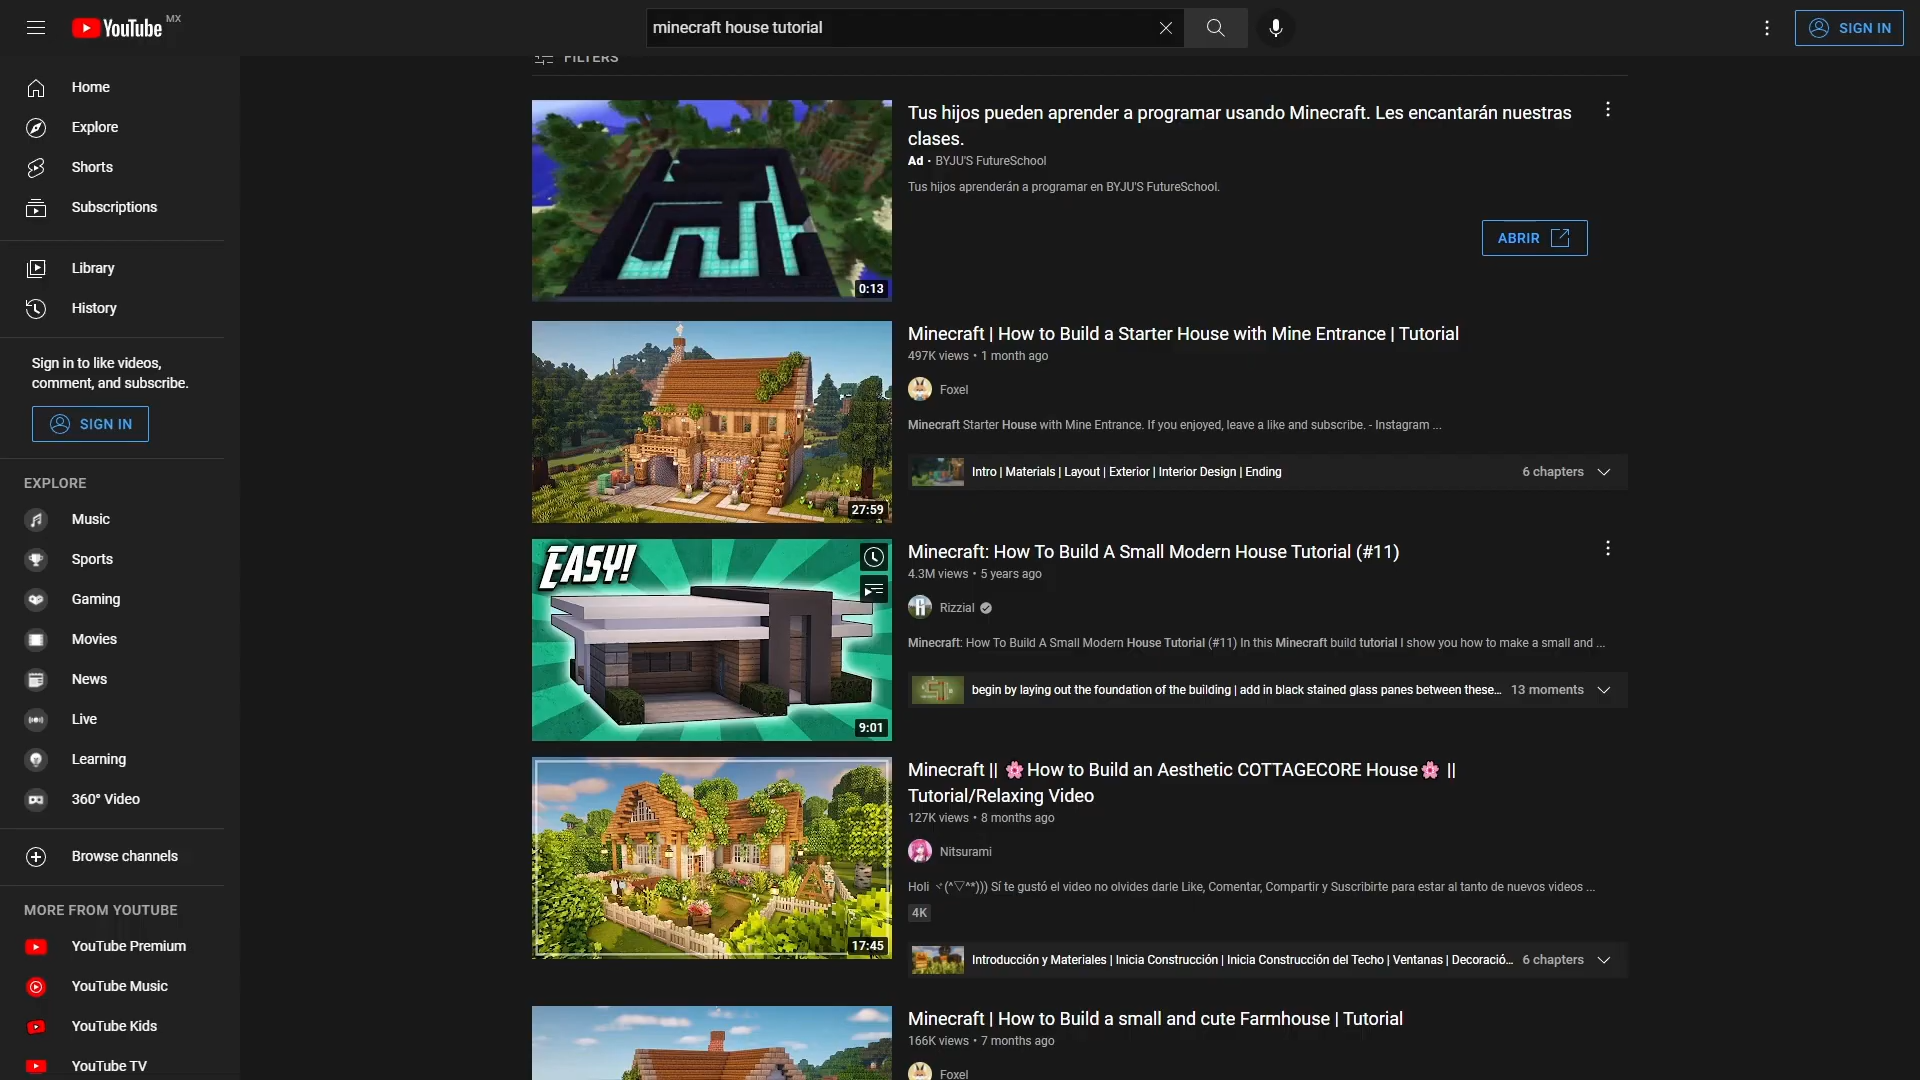 YouTube MX
minecraft house tutorial
SIGN IN
FILTERS
Home
Explore
Shorts
Subscriptions
Library
History
Sign in to like videos,
comment, and subscribe.
SIGN IN
EXPLORE
Music
Sports
Gaming
Movies
News
Live
Learning
360° Video
Browse channels
MORE FROM YOUTUBE
YouTube Premium
YouTube Music
YouTube Kids
YouTube TV
0:13
Tus hijos pueden aprender a programar usando Minecraft. Les encantarán nuestras
clases.
Ad • BYJU'S FutureSchool
Tus hijos aprenderán a programar en BYJU'S FutureSchool.
ABRIR
27:59
Minecraft | How to Build a Starter House with Mine Entrance | Tutorial
497K views • 1 month ago
Foxel
Minecraft Starter House with Mine Entrance. If you enjoyed, leave a like and subscribe. - Instagram ...
Intro | Materials | Layout | Exterior | Interior Design | Ending 6 chapters
EASY!
9:01
Minecraft: How To Build A Small Modern House Tutorial (#11)
4.3M views • 5 years ago
Rizzial
Minecraft: How To Build A Small Modern House Tutorial (#11) In this Minecraft build tutorial I show you how to make a small and ...
begin by laying out the foundation of the building | add in black stained glass panes between these... 13 moments
17:45
Minecraft || 🌸How to Build an Aesthetic COTTAGECORE House🌸 ||
Tutorial/Relaxing Video
127K views • 8 months ago
Nitsurami
Holi ヾ(^▽^*))) Sí te gustó el video no olvides darle Like, Comentar, Compartir y Suscribirte para estar al tanto de nuevos videos ...
4K
Introducción y Materiales | Inicia Construcción | Inicia Construcción del Techo | Ventanas | Decoració... 6 chapters
Minecraft | How to Build a small and cute Farmhouse | Tutorial
166K views • 7 months ago
Foxel